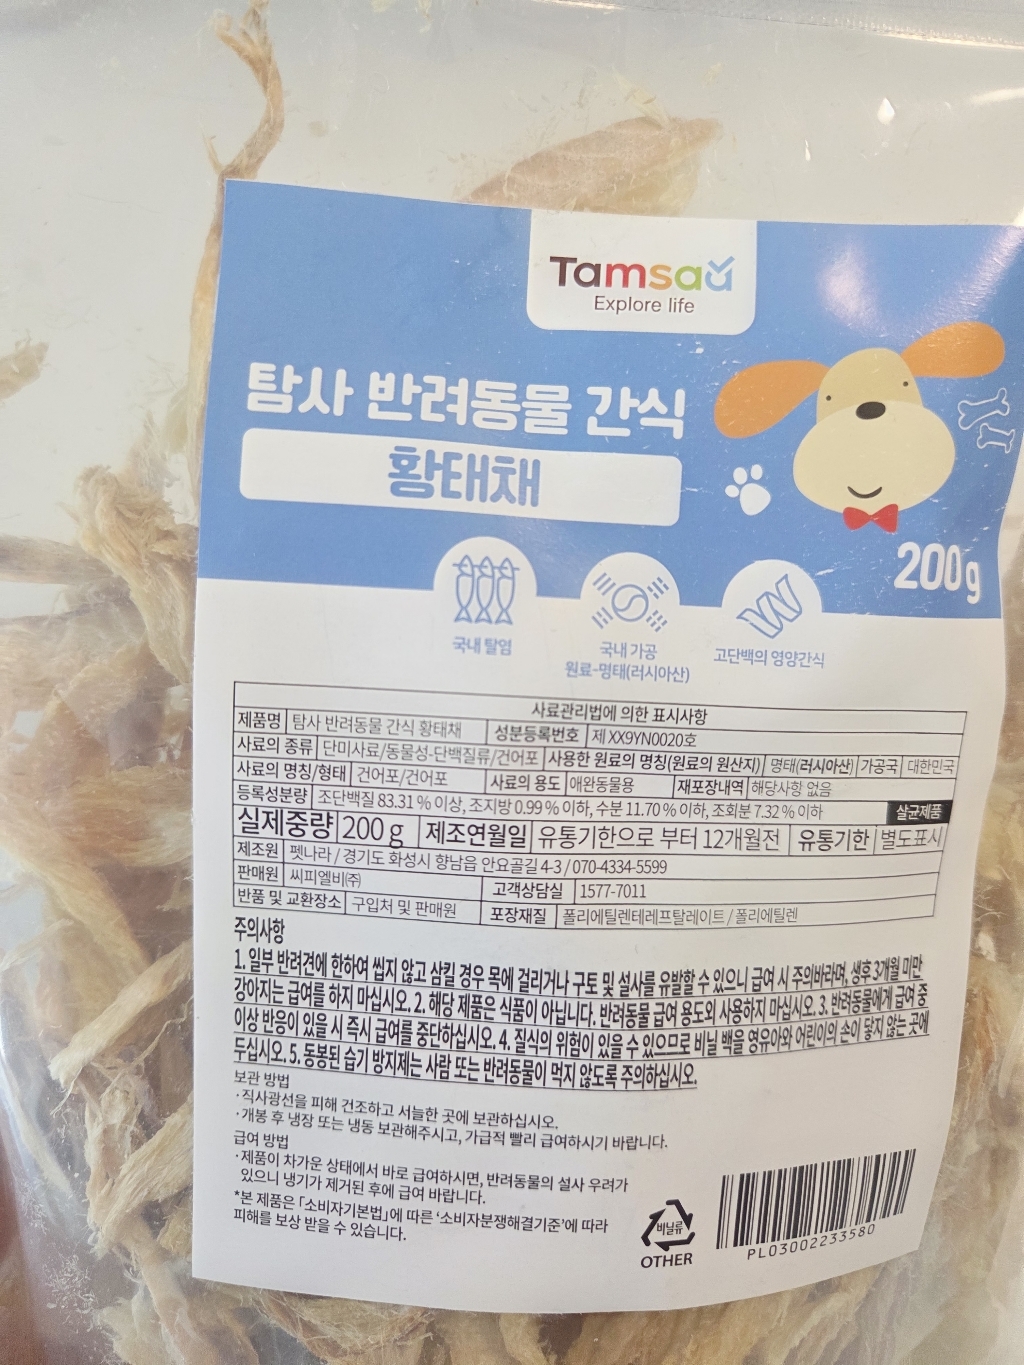 Tamsaa
Explore life
탐사 반려동물 간식
황태채
200g
국내 탈염
국내 가공
원료-명태(러시아산)
고단백의 영양간식
사료관리법에 의한 표시사항
제품명 탐사 반려동물 간식 황태채 성분등록번호 제 XX9YN0020호
사료의 종류 단미사료/동물성-단백질류/건어포 사용한 원료의 명칭(원료의 원산지) 명태(러시아산) 가공국 대한민국
사료의 명칭/형태 건어포/건어포 사료의 용도 애완동물용 재포장내역 해당사항 없음
등록성분량 조단백질 83.31 % 이상, 조지방 0.99 % 이하, 수분 11.70 % 이하, 조회분 7.32 % 이하 살균제품
실제중량 200 g 제조연월일 유통기한으로 부터 12개월전 유통기한 별도표시
제조원 펫나라 / 경기도 화성시 향남읍 안요골길 4-3 / 070-4334-5599
판매원 씨피엘비㈜ 고객상담실 1577-7011
반품 및 교환장소 구입처 및 판매원 포장재질 폴리에틸렌테레프탈레이트 / 폴리에틸렌
주의사항
1. 일부 반려견에 한하여 씹지 않고 삼킬 경우 목에 걸리거나 구토 및 설사를 유발할 수 있으니 급여 시 주의바라며, 생후 3개월 미만
강아지는 급여를 하지 마십시오. 2. 해당 제품은 식품이 아닙니다. 반려동물 급여 용도외 사용하지 마십시오. 3. 반려동물에게 급여 중
이상 반응이 있을 시 즉시 급여를 중단하십시오. 4. 질식의 위험이 있을 수 있으므로 비닐 백을 영유아와 어린이의 손이 닿지 않는 곳에
두십시오. 5. 동봉된 습기 방지제는 사람 또는 반려동물이 먹지 않도록 주의하십시오.
보관 방법
·직사광선을 피해 건조하고 서늘한 곳에 보관하십시오.
·개봉 후 냉장 또는 냉동 보관해주시고, 가급적 빨리 급여하시기 바랍니다.
급여 방법
·제품이 차가운 상태에서 바로 급여하시면, 반려동물의 설사 우려가
있으니 냉기가 제거된 후에 급여 바랍니다.
*본 제품은 「소비자기본법」에 따른 '소비자분쟁해결기준'에 따라
피해를 보상 받을 수 있습니다.
비닐류
OTHER
PL03002233580